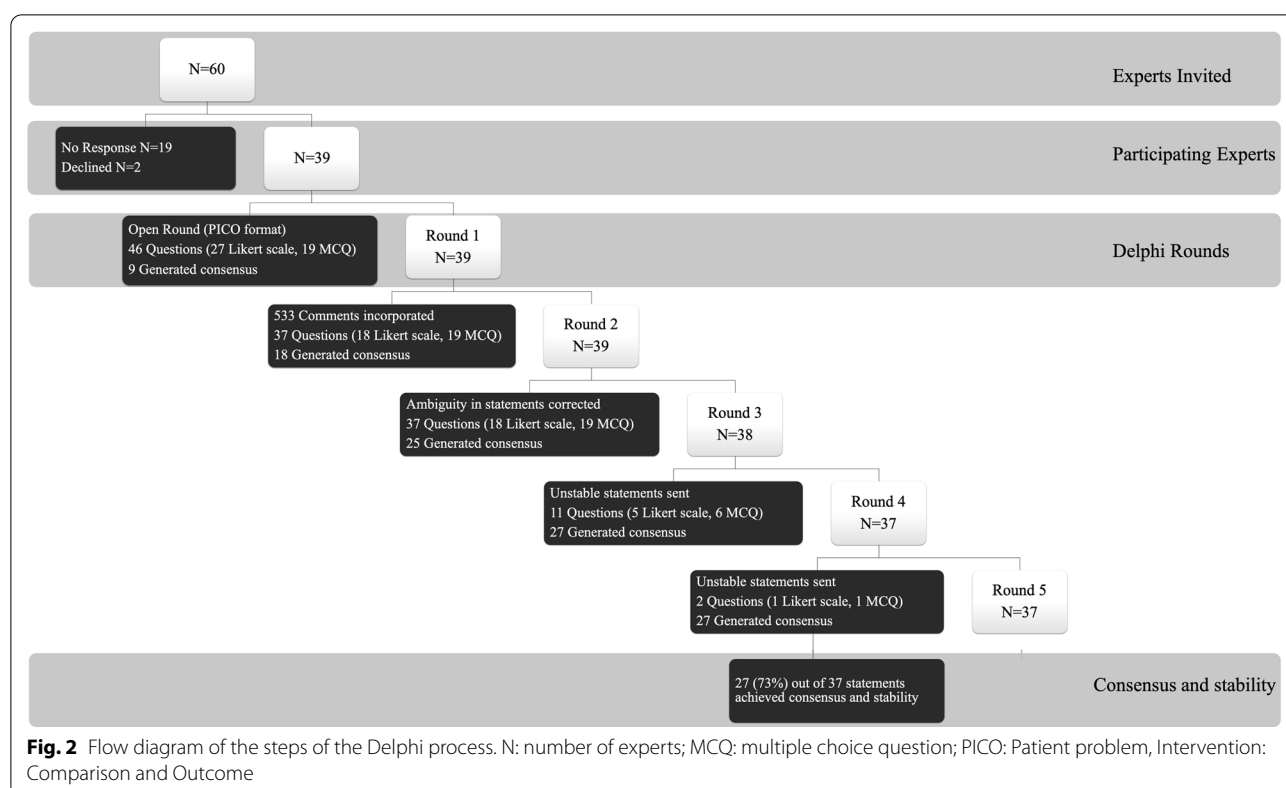 N=60
Experts Invited
No Response N=19
Declined N=2
N=39
Participating Experts
Open Round (PICO format)
46 Questions (27 Likert scale, 19 MCQ)
9 Generated consensus
Round 1
N=39
Delphi Rounds
533 Comments incorporated
37 Questions (18 Likert scale, 19 MCQ)
18 Generated consensus
Round 2
N=39
Ambiguity in statements corrected
37 Questions (18 Likert scale, 19 MCQ)
25 Generated consensus
Round 3
N=38
Unstable statements sent
11 Questions (5 Likert scale, 6 MCQ)
27 Generated consensus
Round 4
N=37
Unstable statements sent
2 Questions (1 Likert scale, 1 MCQ)
27 Generated consensus
Round 5
N=37
27 (73%) out of 37 statements
achieved consensus and stability
Consensus and stability
Fig. 2 Flow diagram of the steps of the Delphi process. N: number of experts; MCQ: multiple choice question; PICO: Patient problem, Intervention:
Comparison and Outcome